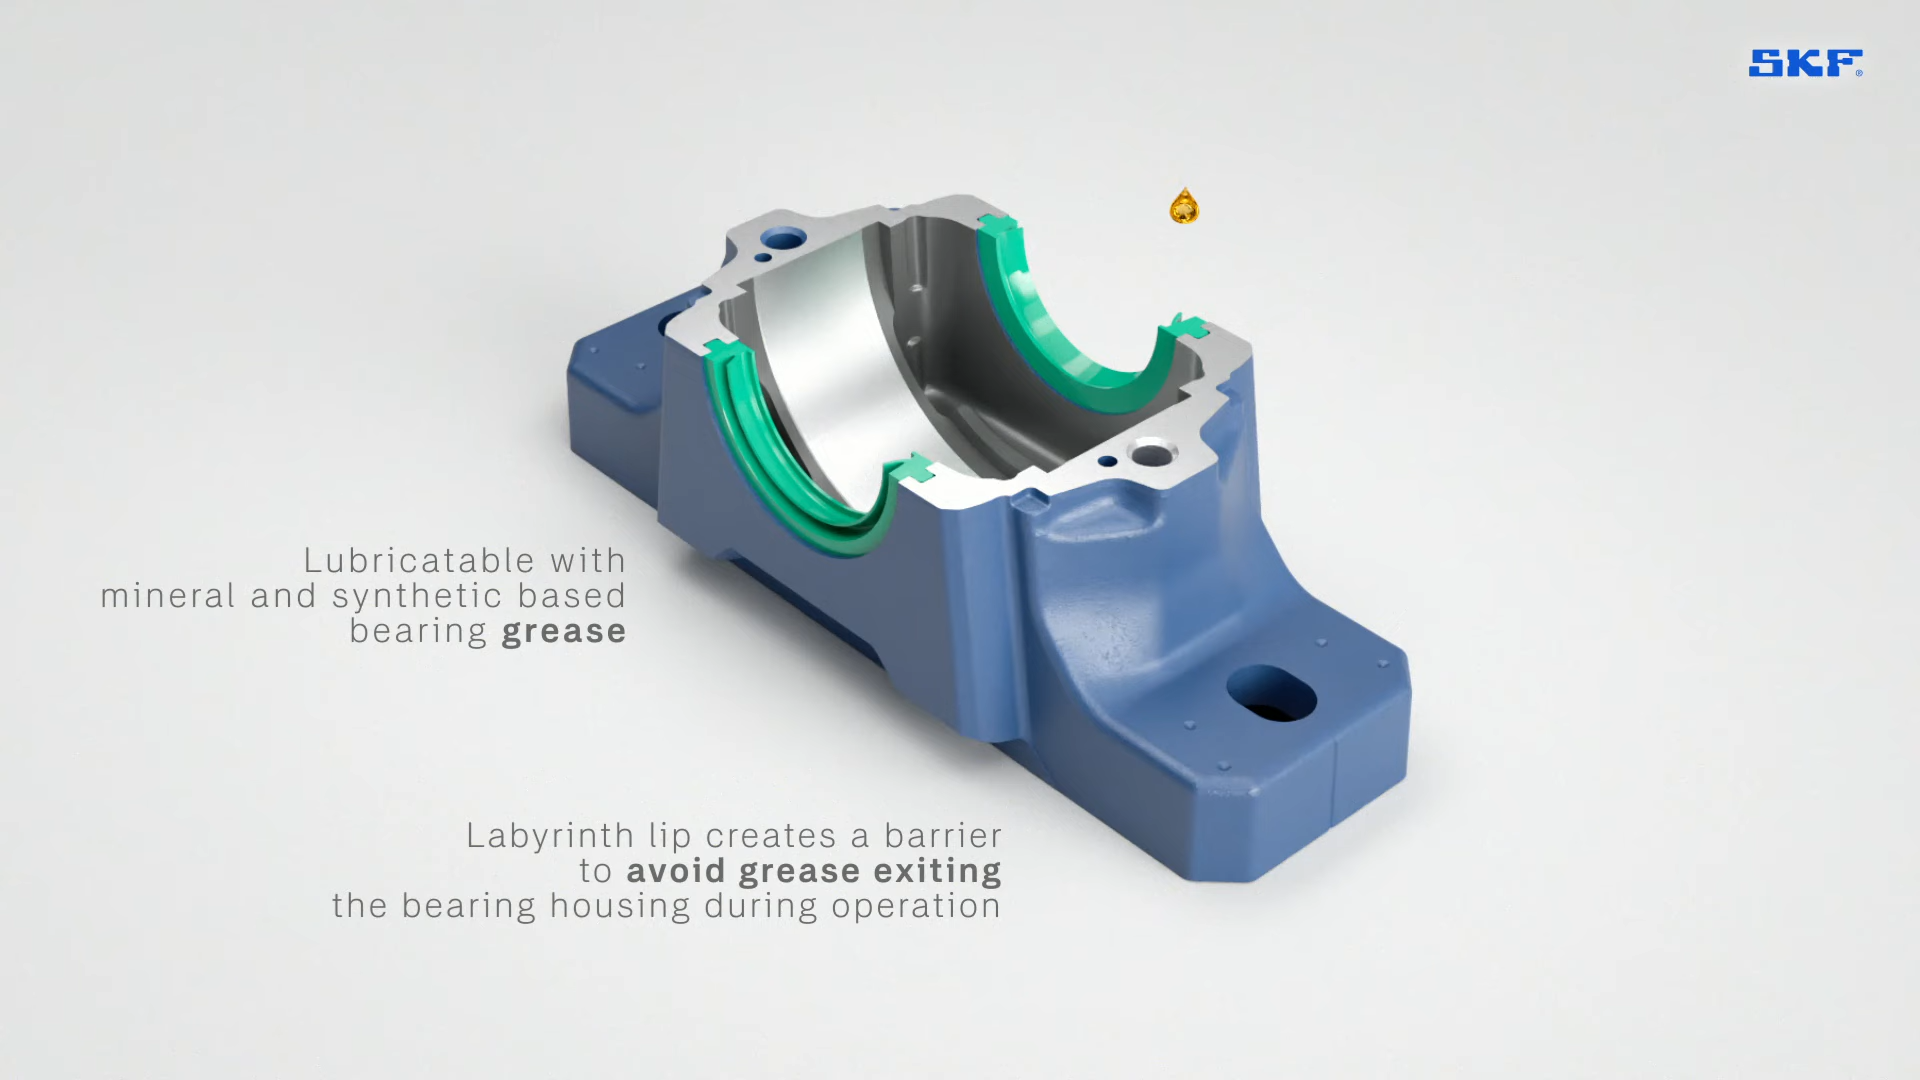 SKF®
Lubricatable with
mineral and synthetic based
bearing grease
Labyrinth lip creates a barrier
to avoid grease exiting
the bearing housing during operation